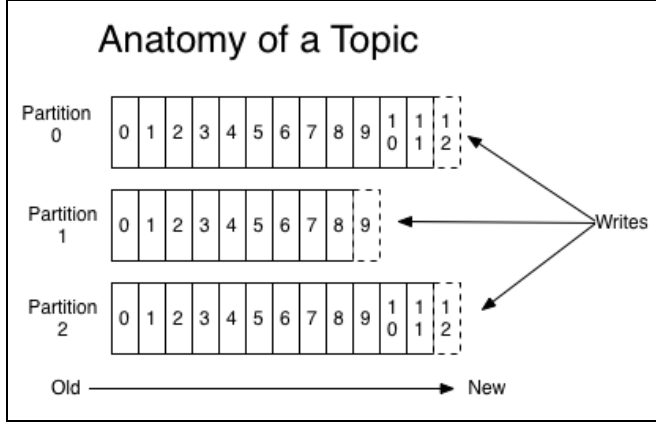 Anatomy of a Topic
Partition
0
0 1 2 3 4 5 6 7 8 9 10 11 12
Partition
1
0 1 2 3 4 5 6 7 8 9
Writes
Partition
2
0 1 2 3 4 5 6 7 8 9 10 11 12
Old New